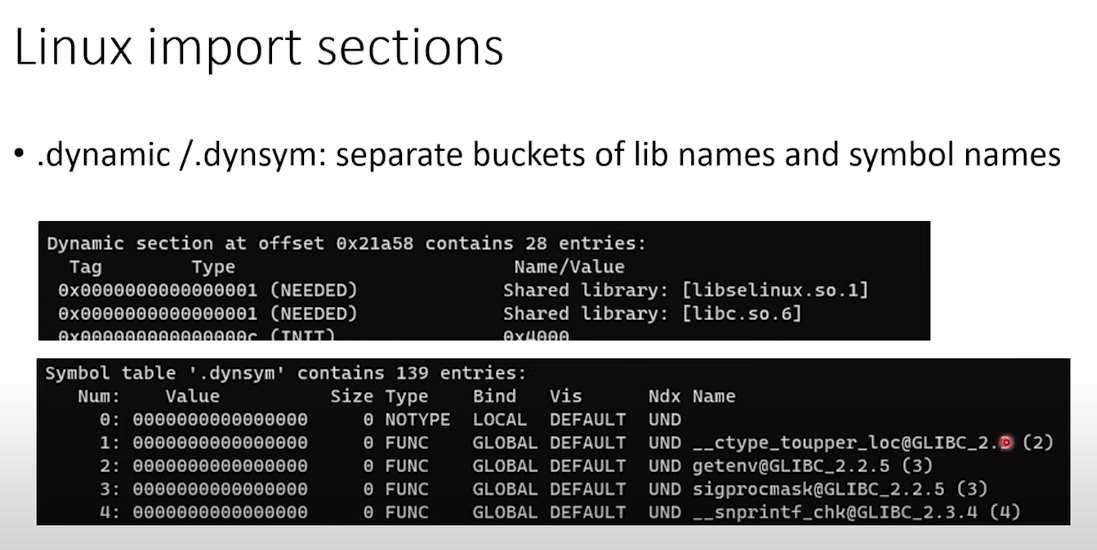 Linux import sections
• .dynamic /.dynsym: separate buckets of lib names and symbol names
Dynamic section at offset 0x21a58 contains 28 entries:
Tag Type Name/Value
0x0000000000000001 (NEEDED) Shared library: [libselinux.so.1]
0x0000000000000001 (NEEDED) Shared library: [libc.so.6]
0x000000000000000c (INIT) 0x4000
Symbol table '.dynsym' contains 139 entries:
Num: Value Size Type Bind Vis Ndx Name
0: 0000000000000000 0 NOTYPE LOCAL DEFAULT UND
1: 0000000000000000 0 FUNC GLOBAL DEFAULT UND (2)
2: 0000000000000000 0 FUNC GLOBAL DEFAULT UND getenv@GLIBC_2.2.5 (3)
3: 0000000000000000 0 FUNC GLOBAL DEFAULT UND sigprocmask@GLIBC_2.2.5 (3)
4: 0000000000000000 0 FUNC GLOBAL DEFAULT UND __snprintf_chk@GLIBC_2.3.4 (4)